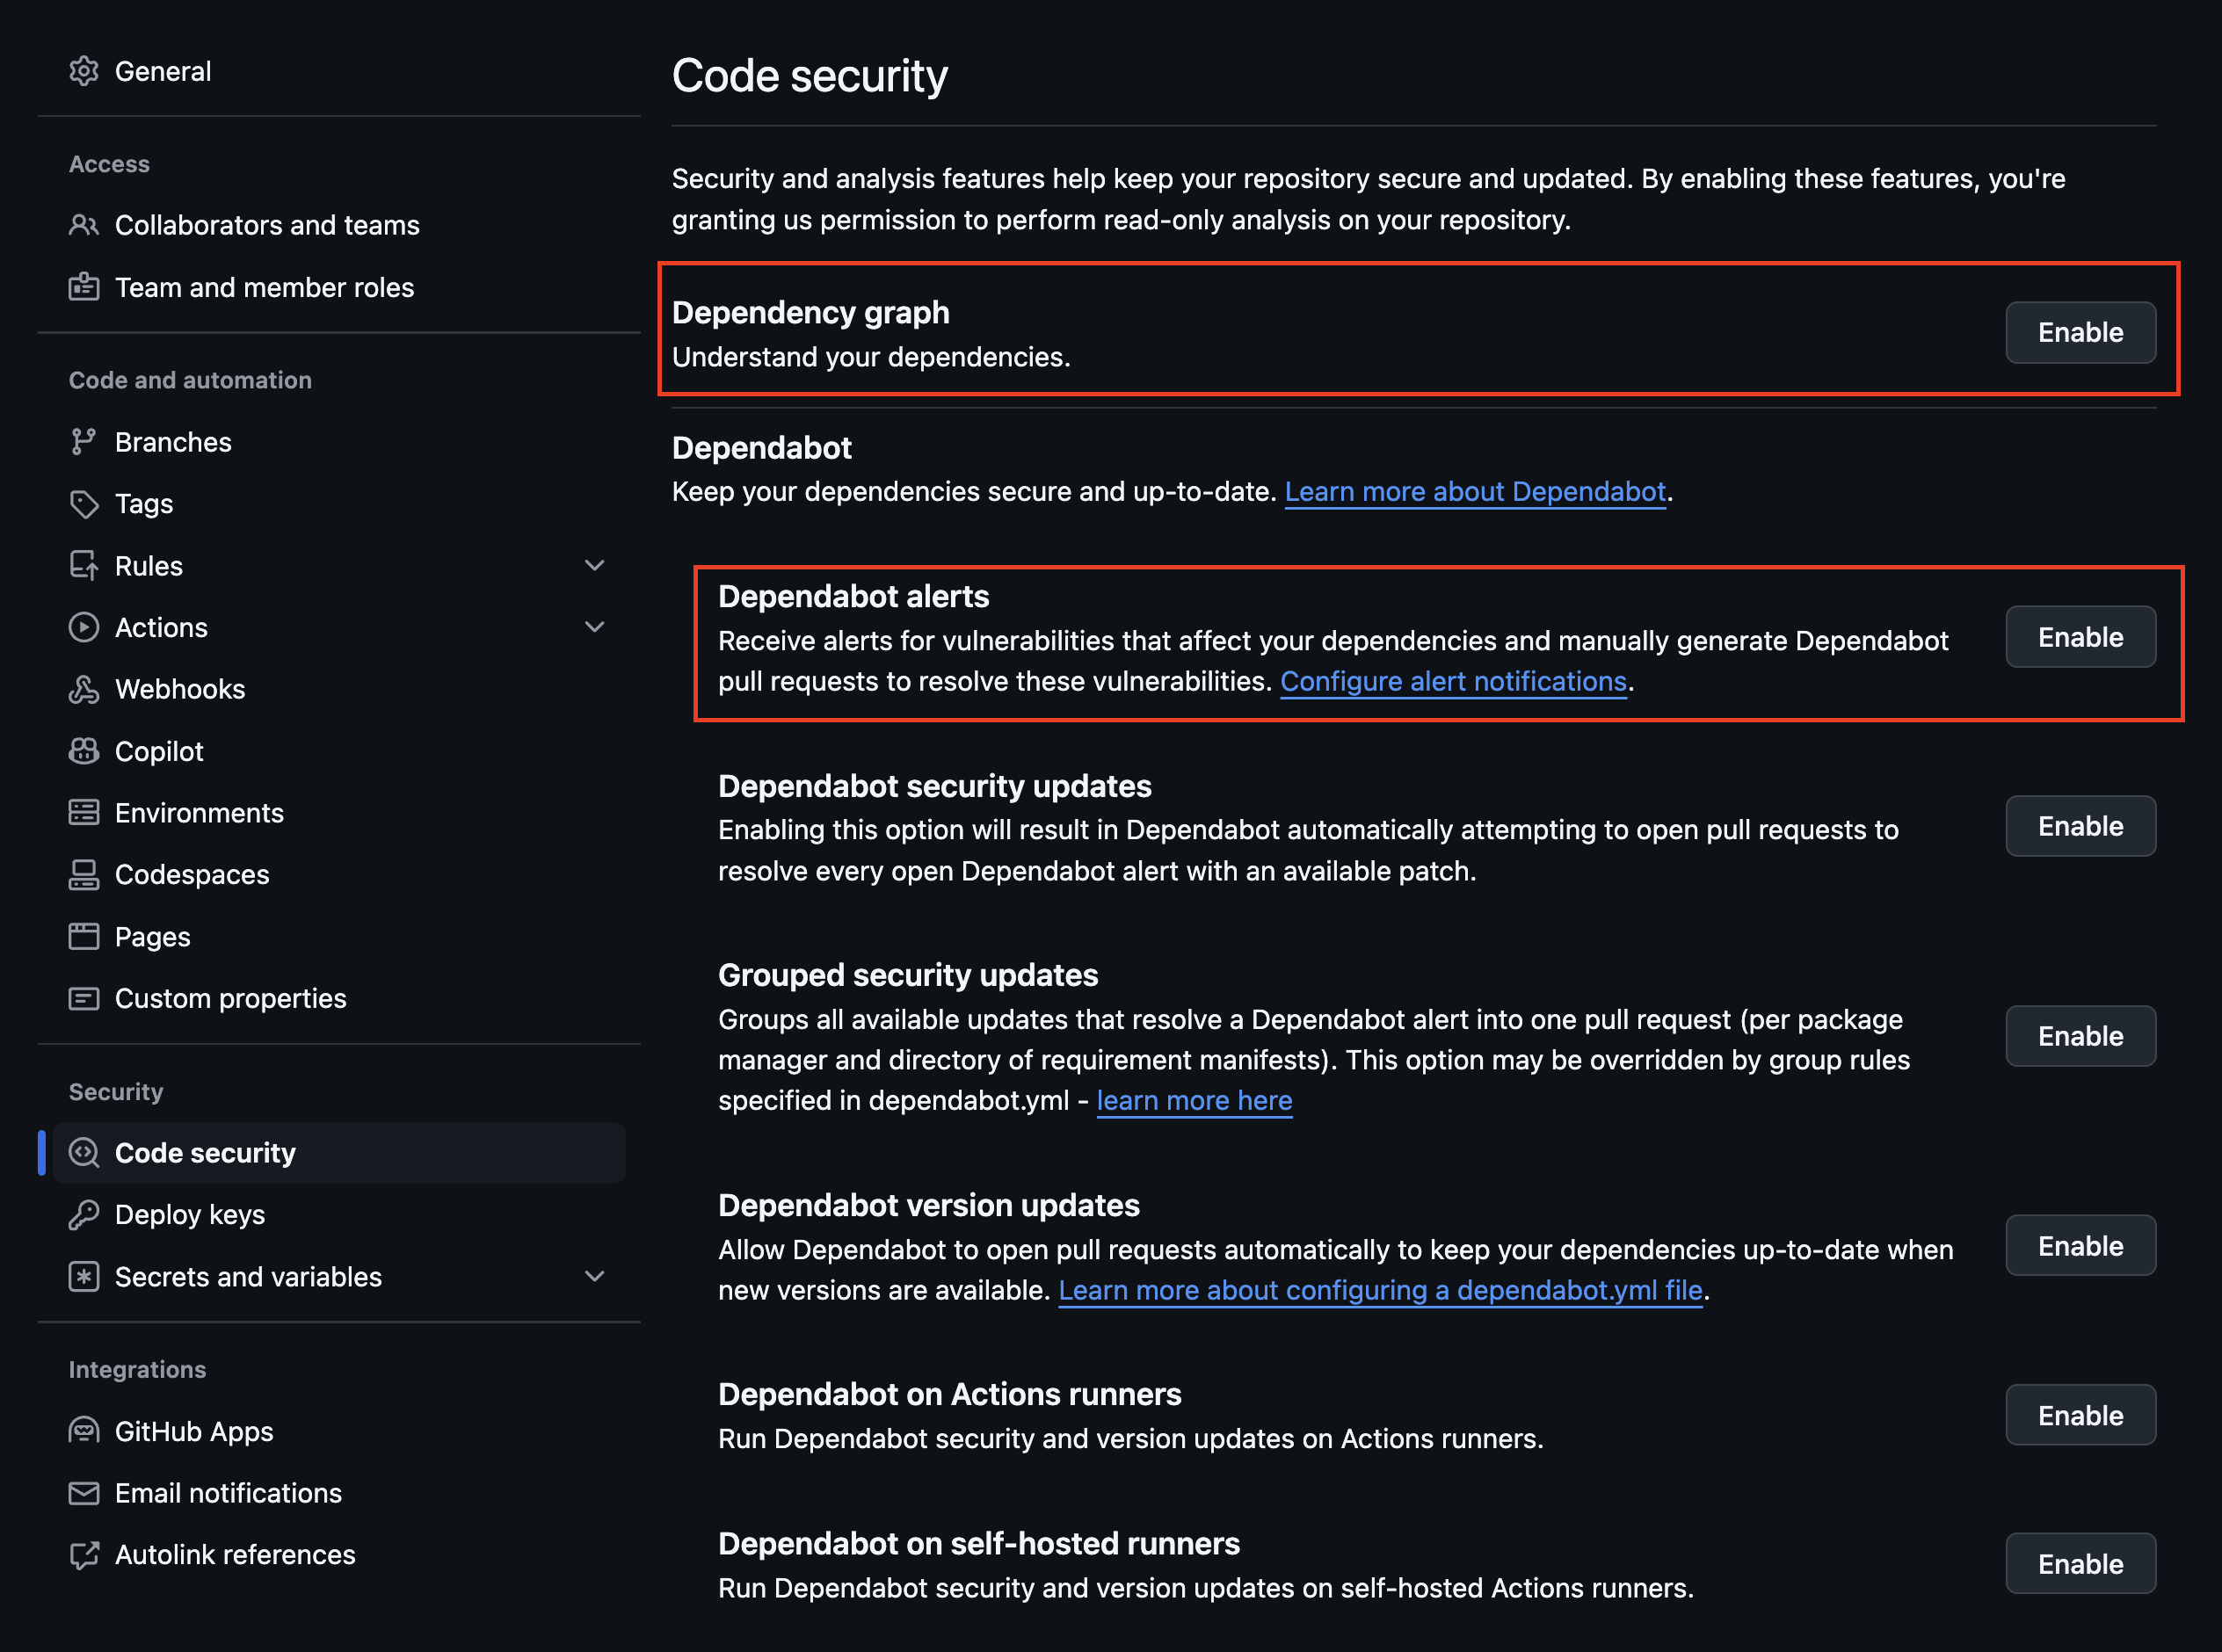 General
Access
Collaborators and teams
Team and member roles
Code and automation
Branches
Tags
Rules
Actions
Webhooks
Copilot
Environments
Codespaces
Pages
Custom properties
Security
Code security
Deploy keys
Secrets and variables
Integrations
GitHub Apps
Email notifications
Autolink references
Code security
Security and analysis features help keep your repository secure and updated. By enabling these features, you're
granting us permission to perform read-only analysis on your repository.
Dependency graph
Understand your dependencies.
Enable
Dependabot
Keep your dependencies secure and up-to-date. Learn more about Dependabot.
Dependabot alerts
Receive alerts for vulnerabilities that affect your dependencies and manually generate Dependabot
pull requests to resolve these vulnerabilities. Configure alert notifications.
Enable
Dependabot security updates
Enabling this option will result in Dependabot automatically attempting to open pull requests to
resolve every open Dependabot alert with an available patch.
Enable
Grouped security updates
Groups all available updates that resolve a Dependabot alert into one pull request (per package
manager and directory of requirement manifests). This option may be overridden by group rules
specified in dependabot.yml - learn more here
Enable
Dependabot version updates
Allow Dependabot to open pull requests automatically to keep your dependencies up-to-date when
new versions are available. Learn more about configuring a dependabot.yml file.
Enable
Dependabot on Actions runners
Run Dependabot security and version updates on Actions runners.
Enable
Dependabot on self-hosted runners
Run Dependabot security and version updates on self-hosted Actions runners.
Enable